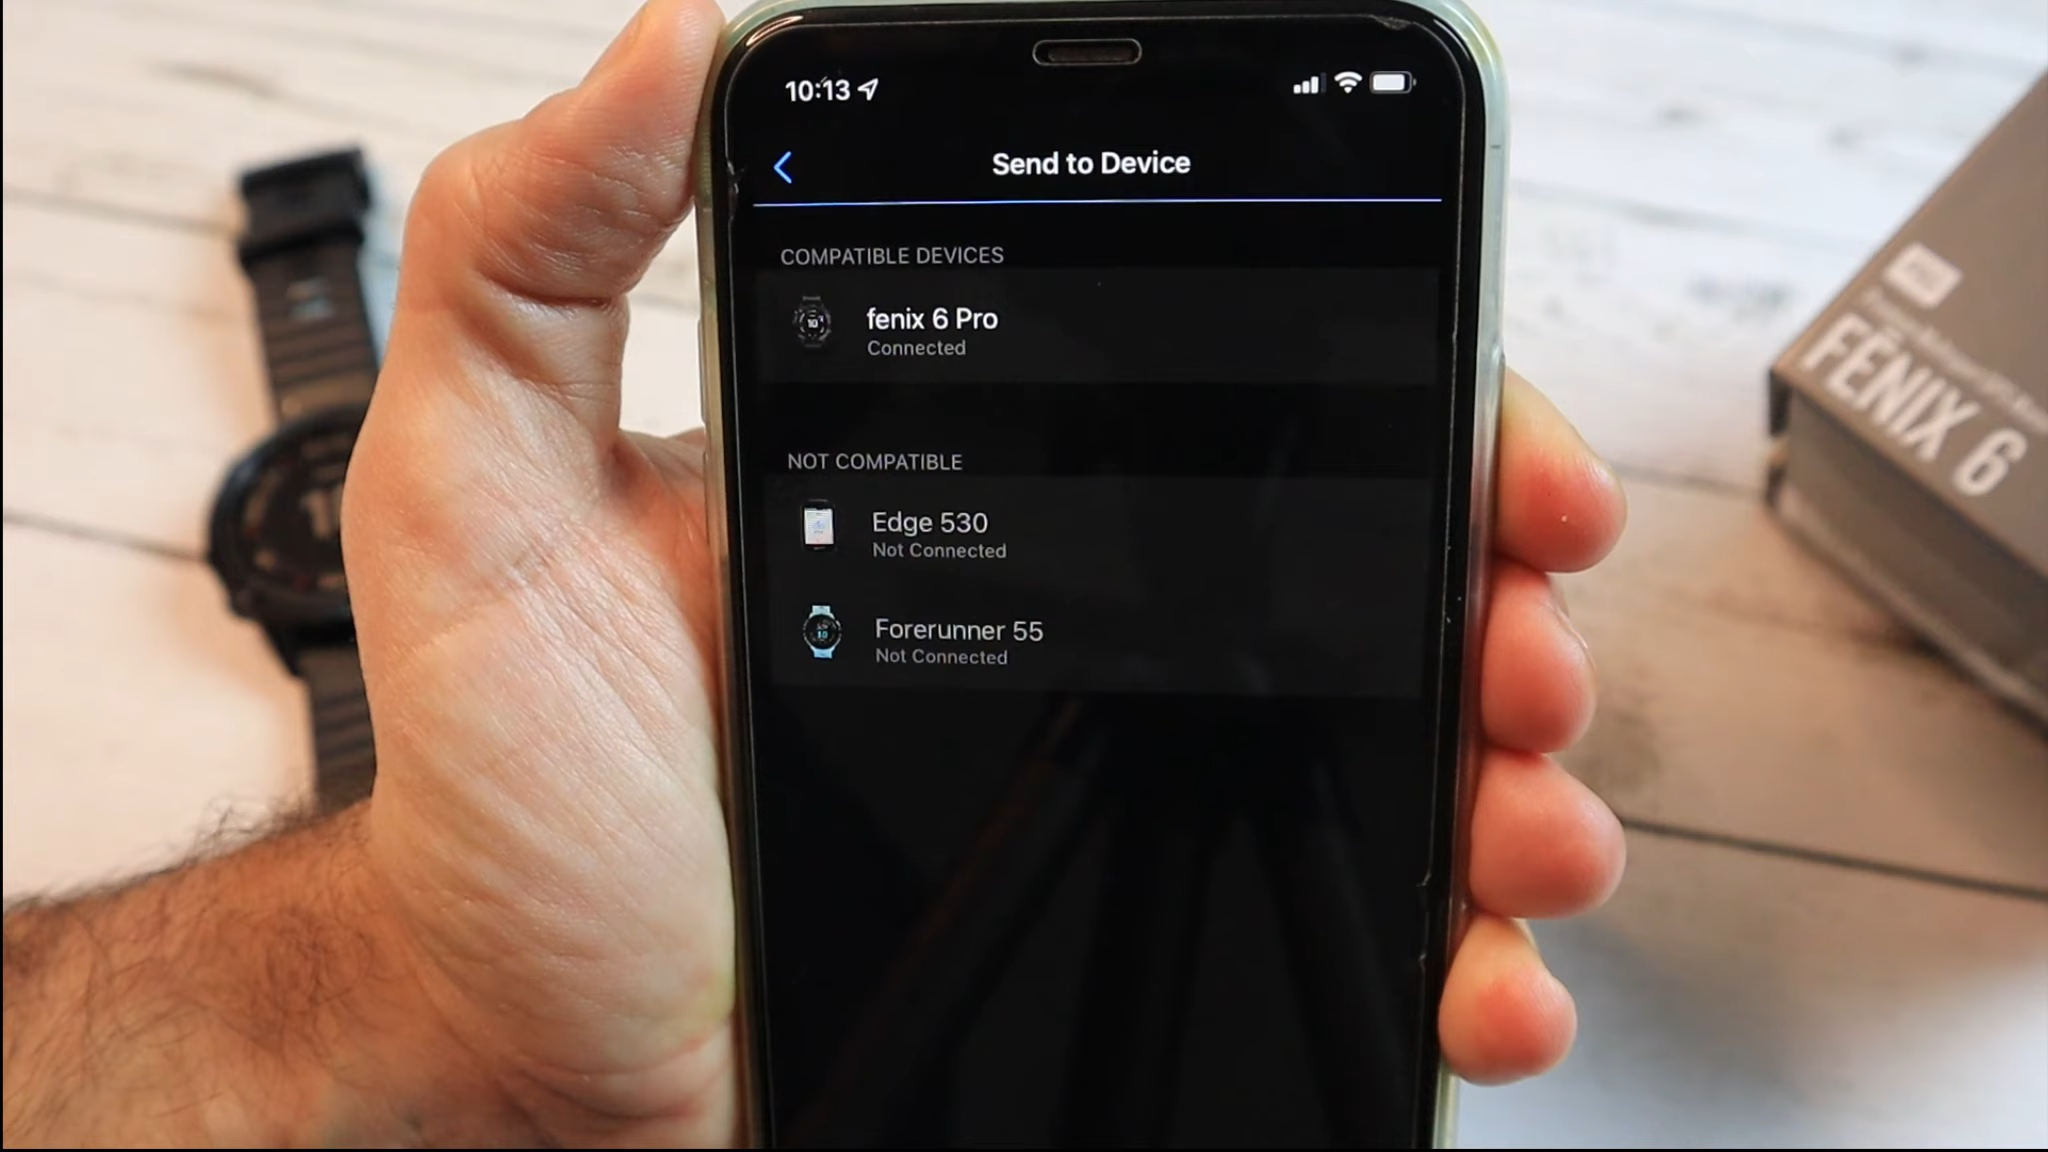 10:13
Send to Device
COMPATIBLE DEVICES
fenix 6 Pro
Connected
NOT COMPATIBLE
Edge 530
Not Connected
Forerunner 55
Not Connected
FENIX 6